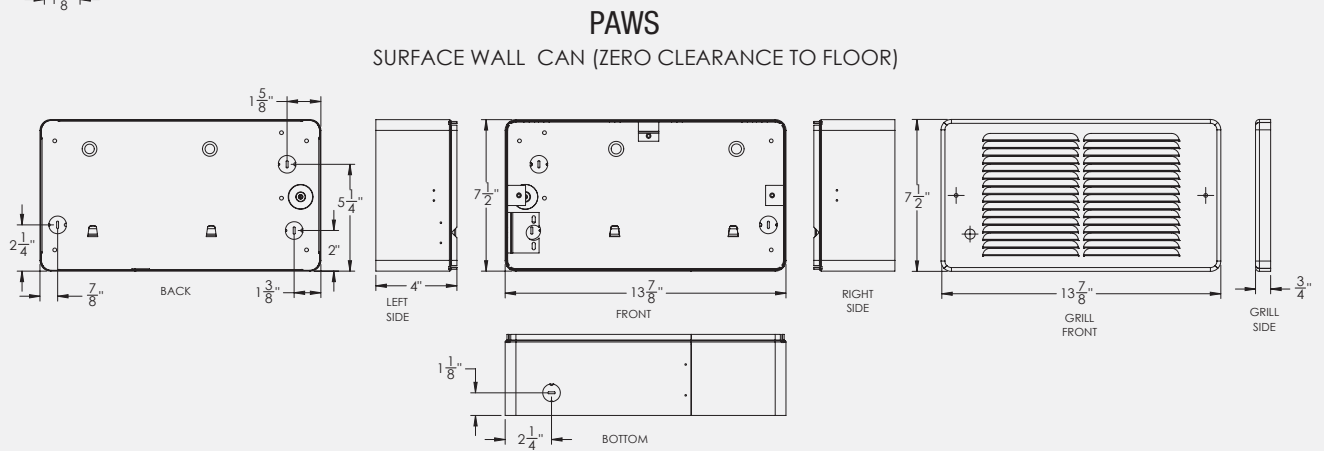 1 8
PAWS
SURFACE WALL CAN (ZERO CLEARANCE TO FLOOR)
1 5/8"
5 1/4"
2 1/4"
2"
7/8"
BACK
1 3/8"
4"
LEFT
SIDE
7 1/2"
13 7/8"
FRONT
RIGHT
SIDE
7 1/2"
13 7/8"
GRILL
FRONT
3/4"
GRILL
SIDE
1 1/8"
2 1/4"
BOTTOM